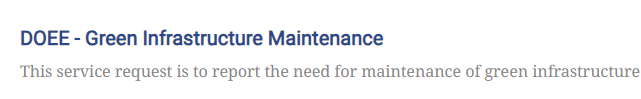 DOEE - Green Infrastructure Maintenance
This service request is to report the need for maintenance of green infrastructure